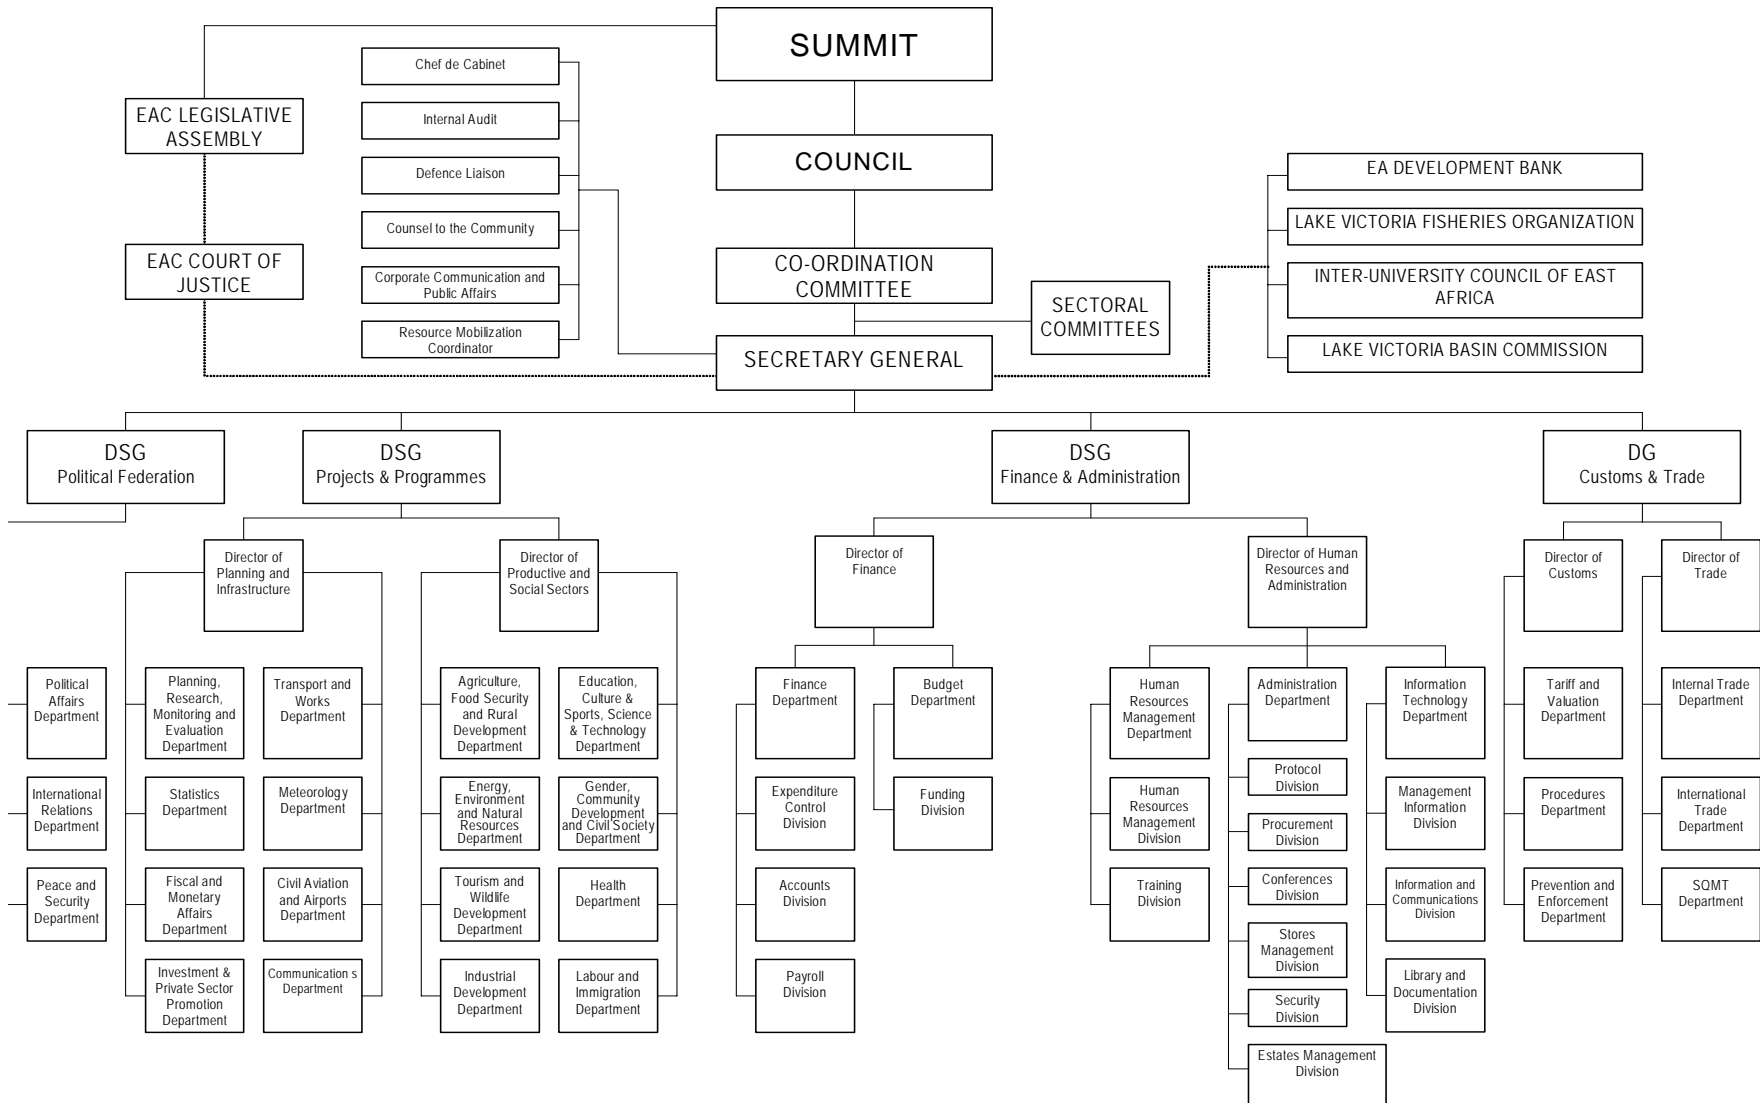 SUMMIT
Chef de Cabinet
EAC LEGISLATIVE
ASSEMBLY
Internal Audit
COUNCIL
Defence Liaison
EA DEVELOPMENT BANK
Counsel to the Community
LAKE VICTORIA FISHERIES ORGANIZATION
EAC COURT OF
JUSTICE
Corporate Communication and
Public Affairs
CO-ORDINATION
COMMITTEE
INTER-UNIVERSITY COUNCIL OF EAST
AFRICA
SECTORAL
COMMITTEES
Resource Mobilization
Coordinator
SECRETARY GENERAL
LAKE VICTORIA BASIN COMMISSION
DSG
Political Federation
DSG
Projects & Programmes
DSG
Finance & Administration
DG
Customs & Trade
Director of
Planning and
Infrastructure
Director of
Productive and
Social Sectors
Director of
Finance
Director of Human
Resources and
Administration
Director of
Customs
Director of
Trade
Political
Affairs
Department
Planning,
Research,
Monitoring and
Evaluation
Department
Transport and
Works
Department
Agriculture,
Food Security
and Rural
Development
Department
Education,
Culture &
Sports, Science
& Technology
Department
Finance
Department
Budget
Department
Human
Resources
Management
Department
Administration
Department
Information
Technology
Department
Tariff and
Valuation
Department
Internal Trade
Department
International
Relations
Department
Statistics
Department
Meteorology
Department
Energy,
Environment
and Natural
Resources
Department
Gender,
Community
Development
and Civil Society
Department
Expenditure
Control
Division
Funding
Division
Human
Resources
Management
Division
Protocol
Division
Procurement
Division
Management
Information
Division
Procedures
Department
International
Trade
Department
Peace and
Security
Department
Fiscal and
Monetary
Affairs
Department
Civil Aviation
and Airports
Department
Tourism and
Wildlife
Development
Department
Health
Department
Accounts
Division
Training
Division
Conferences
Division
Stores
Management
Division
Information and
Communications
Division
Prevention and
Enforcement
Department
SQMT
Department
Investment &
Private Sector
Promotion
Department
Communication s
Department
Industrial
Development
Department
Labour and
Immigration
Department
Payroll
Division
Security
Division
Library and
Documentation
Division
Estates Management
Division